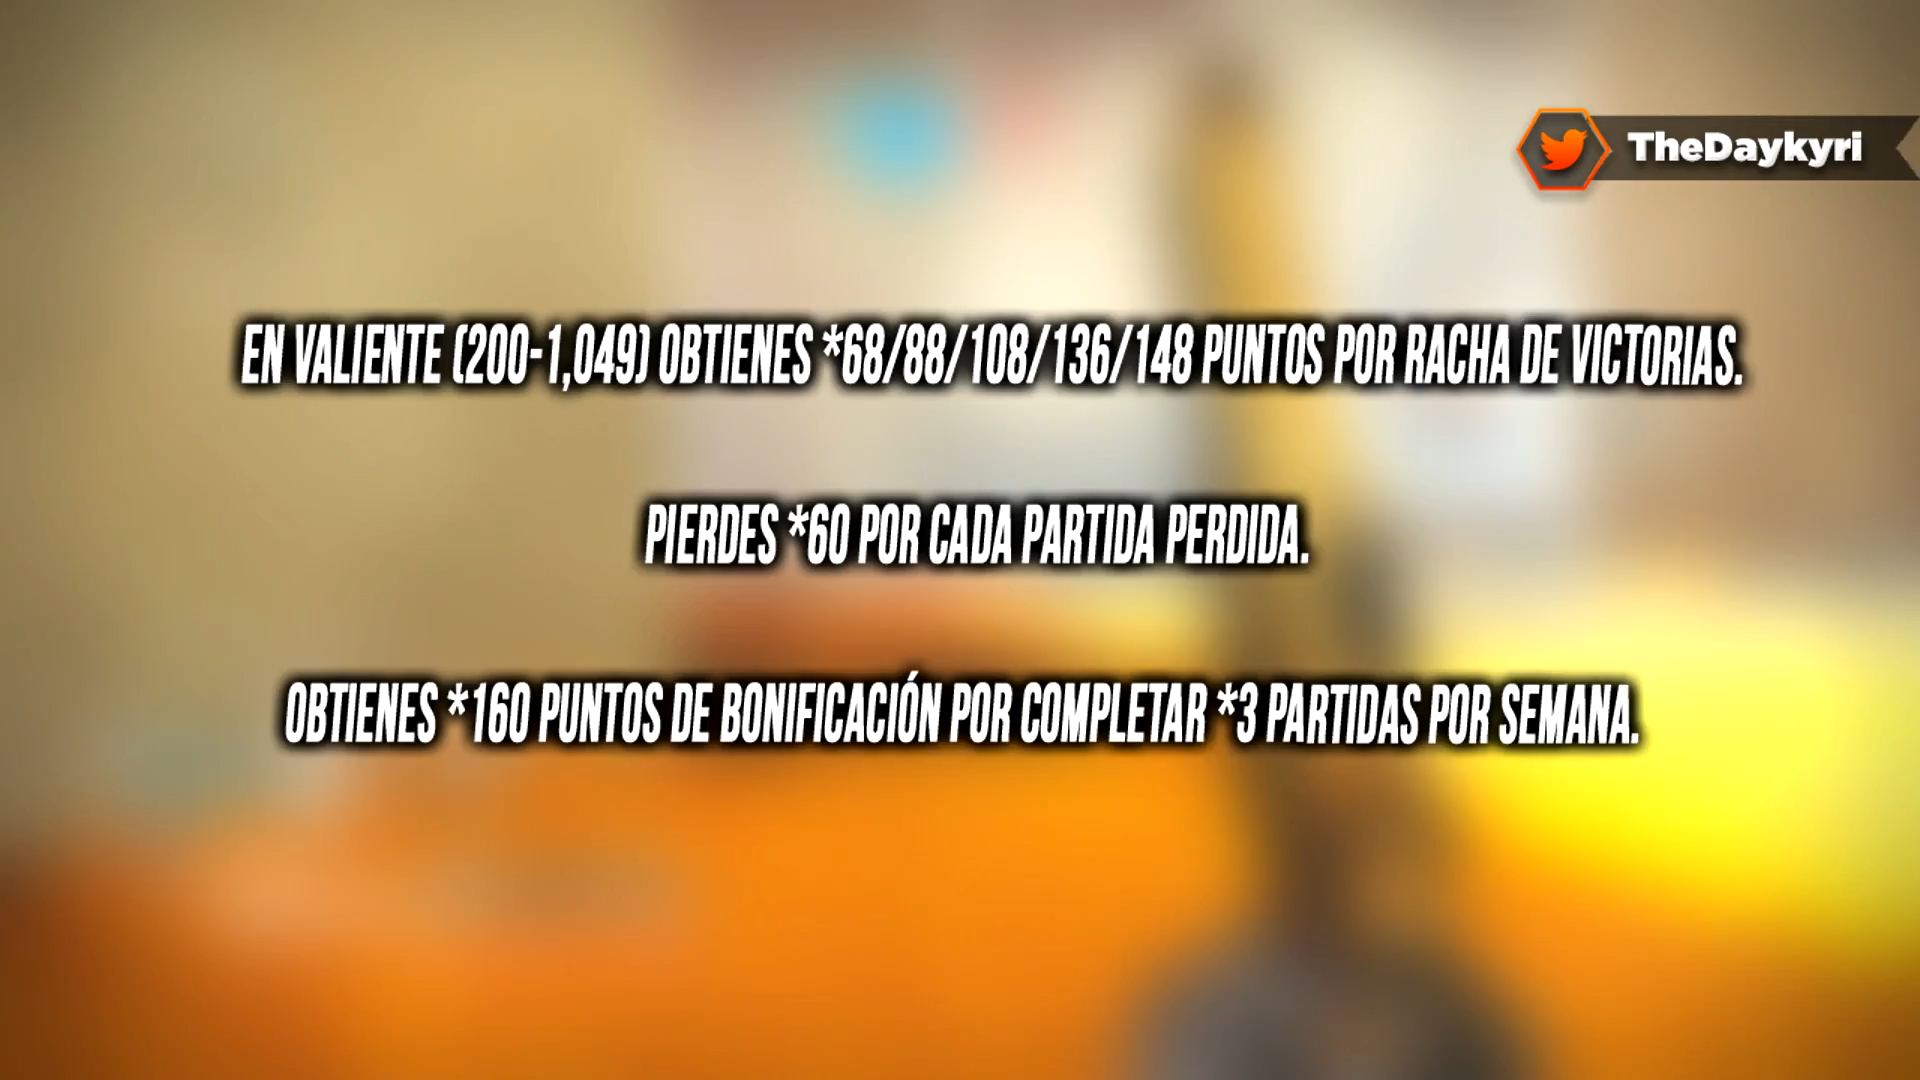 TheDaykyri
EN VALIENTE (200-1,049) OBTIENES *68/88/108/136/148 PUNTOS POR RACHA DE VICTORIAS.
PIERDES *60 POR CADA PARTIDA PERDIDA.
OBTIENES *160 PUNTOS DE BONIFICACIÓN POR COMPLETAR *3 PARTIDAS POR SEMANA.